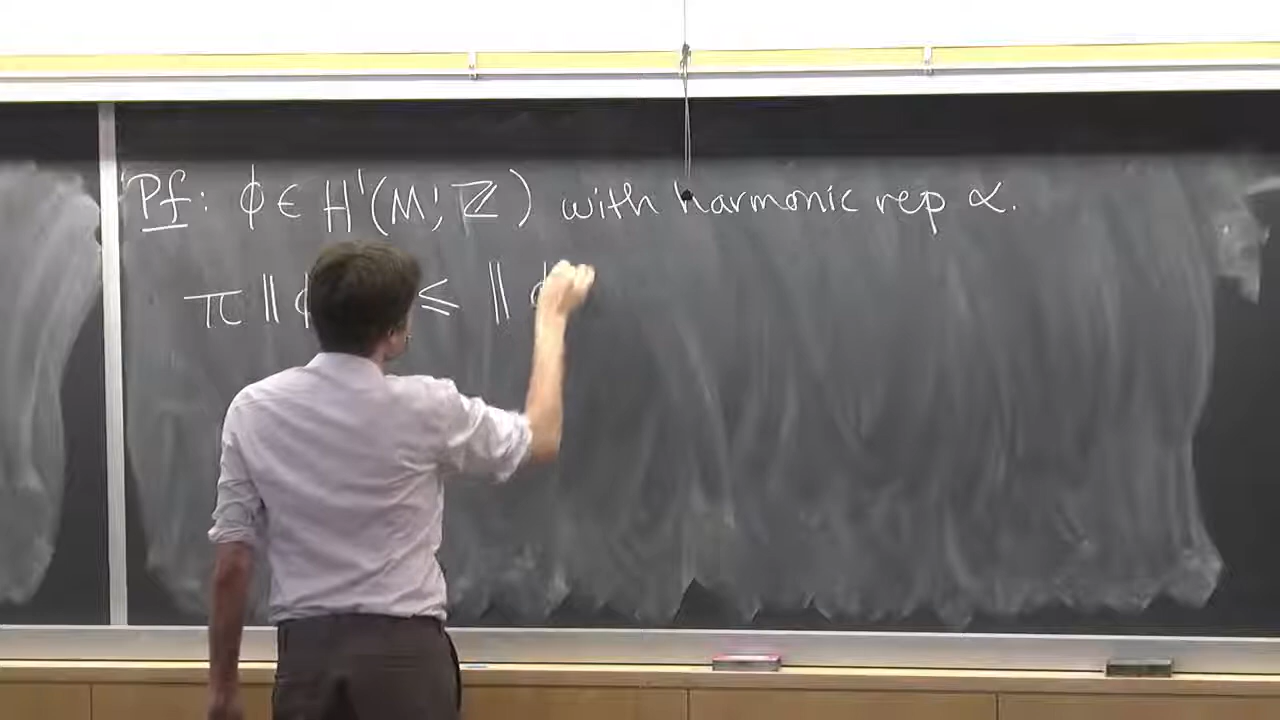 Pf: ϕ ∈ H¹(M; ℤ) with harmonic rep α.
π ‖ϕ ≤ ‖ϕ